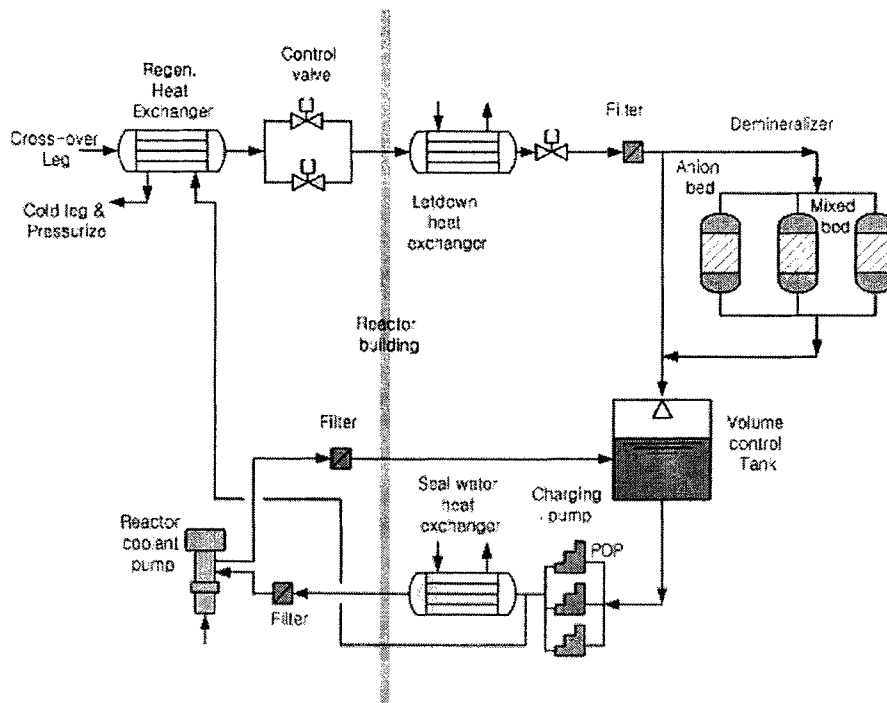 Regen.
Heat
Exchanger
Control
valve
Cross-over
Leg
Cold leg &
Pressurize
Filter
Demineralizer
Anion
bed
Mixed
bed
Letdown
heat
exchanger
Reactor
building
Filter
Volume
control
Tank
Seal water
heat
exchanger
Charging
pump
PDP
Reactor
coolant
pump
Filter